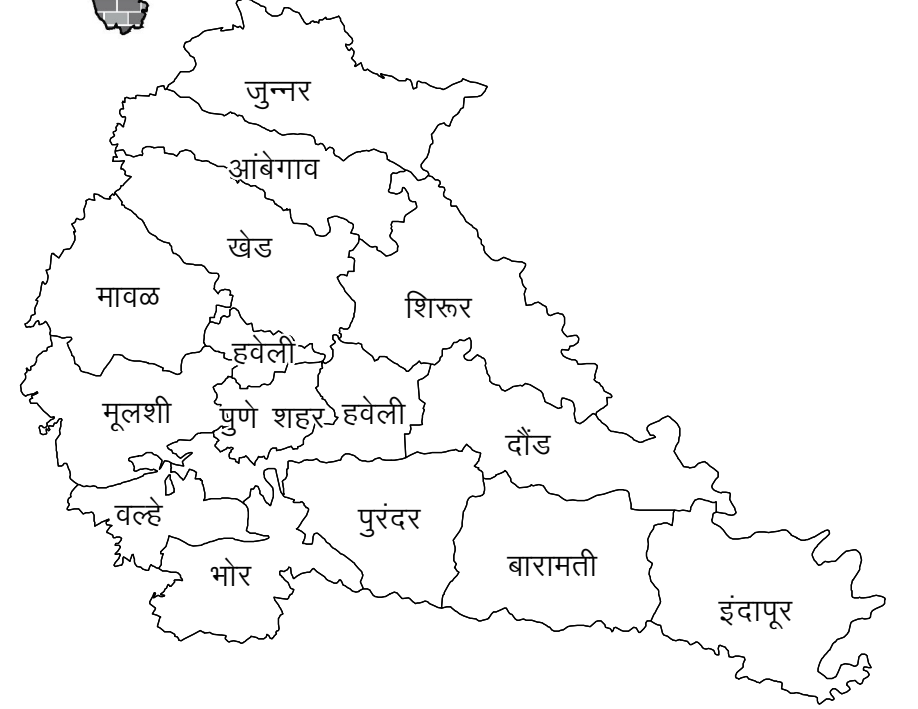 जुन्नर
आंबेगाव
खेड
मावळ
शिरूर
हवेली
मूलशी
पुणे शहर
हवेली
दौंड
वल्हे
पुरंदर
भोर
बारामती
इंदापूर